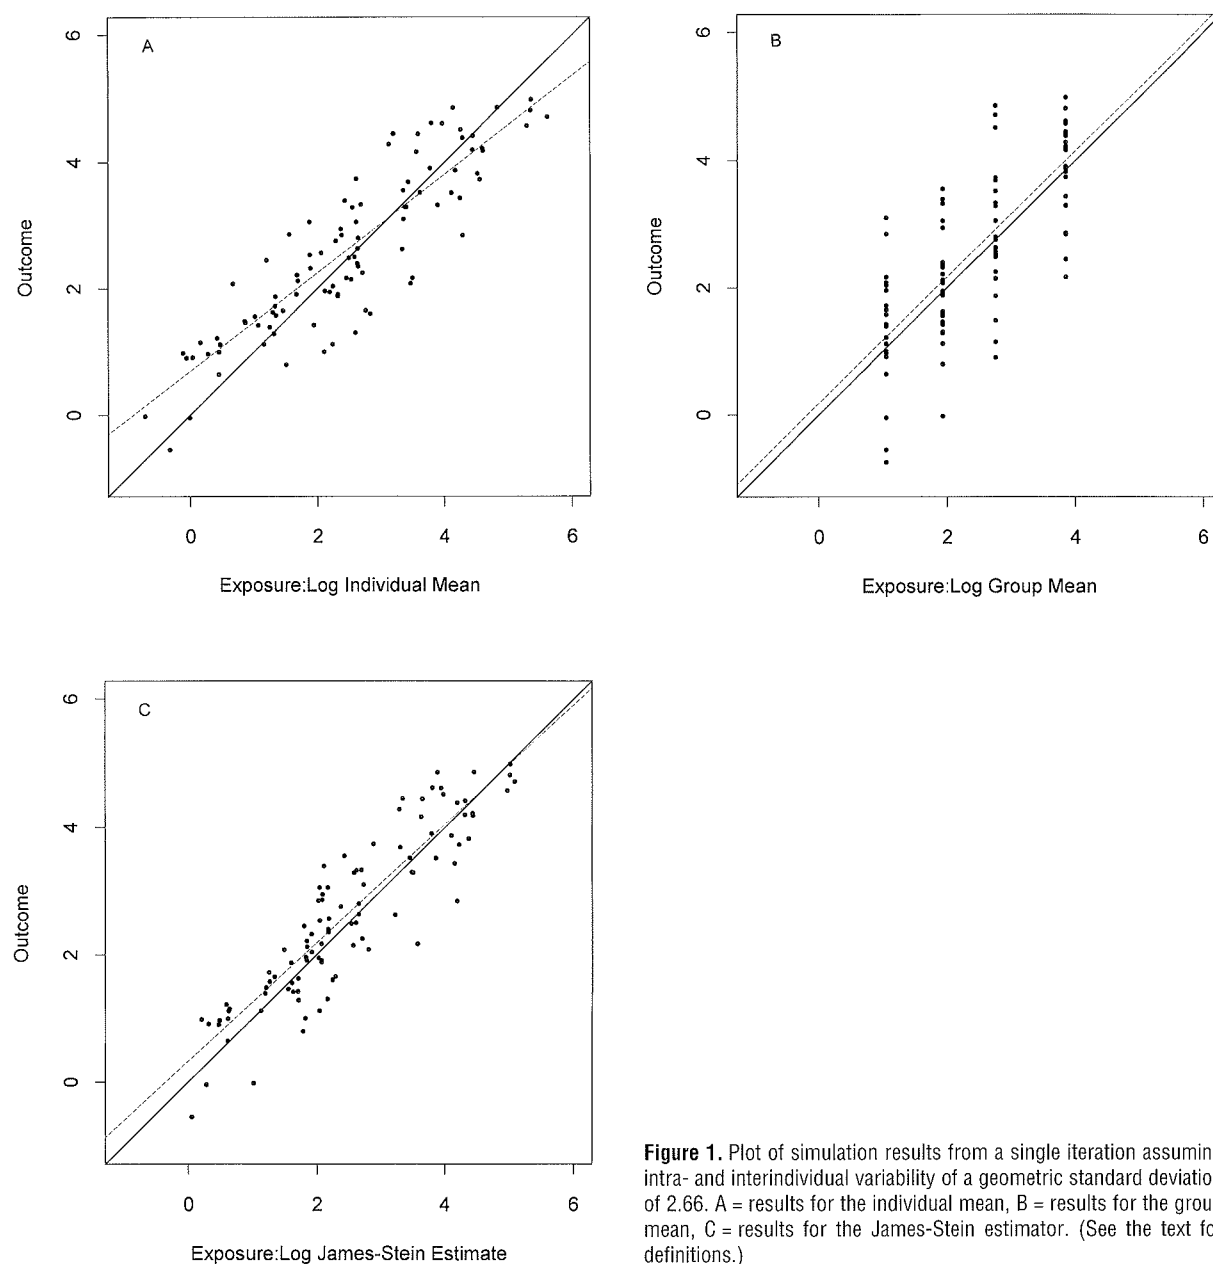 A
6
4
2
0
Outcome
0 2 4 6
Exposure:Log Individual Mean
B
6
4
2
0
Outcome
0 2 4 6
Exposure:Log Group Mean
C
6
4
2
0
Outcome
0 2 4 6
Exposure:Log James-Stein Estimate
Figure 1. Plot of simulation results from a single iteration assumin
intra- and interindividual variability of a geometric standard deviatio
of 2.66. A = results for the individual mean, B = results for the grou
mean, C = results for the James-Stein estimator. (See the text fo
definitions.)